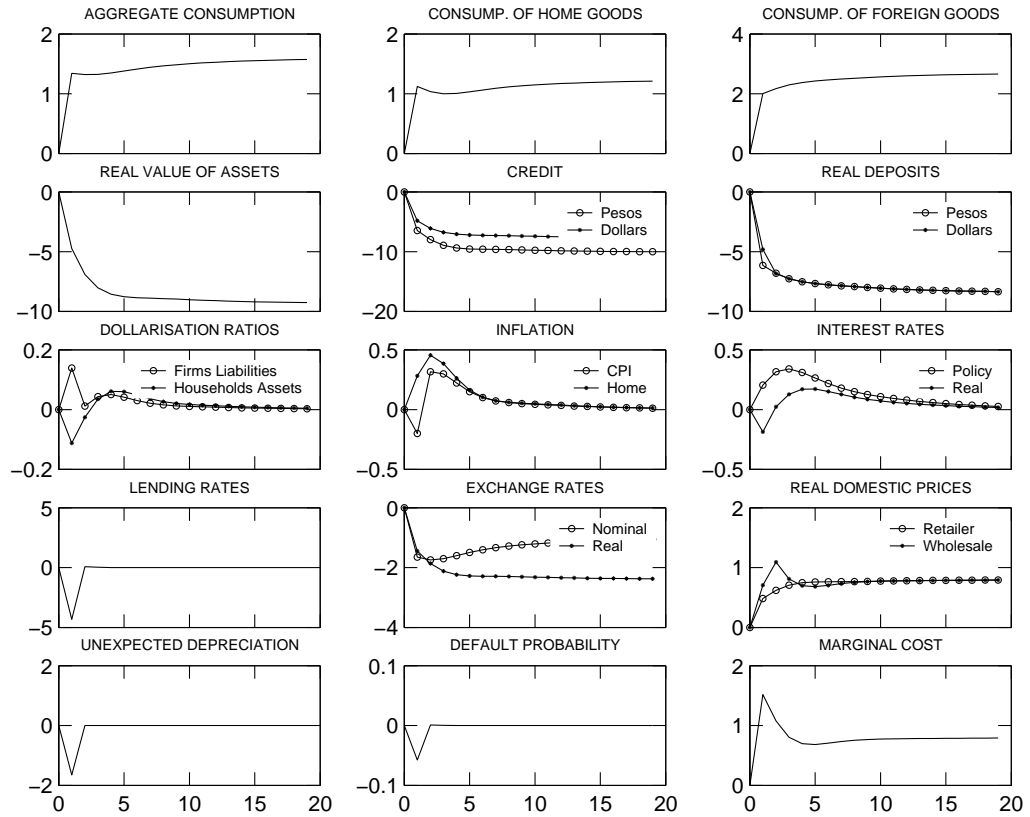 AGGREGATE CONSUMPTION
CONSUMP. OF HOME GOODS
CONSUMP. OF FOREIGN GOODS
2
1
0
2
1
0
4
2
0
REAL VALUE OF ASSETS
CREDIT
REAL DEPOSITS
0
−5
−10
0
−10
−20
Pesos
Dollars
0
−5
−10
Pesos
Dollars
DOLLARISATION RATIOS
INFLATION
INTEREST RATES
0.2
0
−0.2
Firms Liabilities
Households Assets
0.5
0
−0.5
CPI
Home
0.5
0
−0.5
Policy
Real
LENDING RATES
EXCHANGE RATES
REAL DOMESTIC PRICES
5
0
−5
0
−2
−4
Nominal
Real
2
1
0
Retailer
Wholesale
UNEXPECTED DEPRECIATION
DEFAULT PROBABILITY
MARGINAL COST
2
0
−2
0 5 10 15 20
0.1
0
−0.1
0 5 10 15 20
2
1
0
0 5 10 15 20